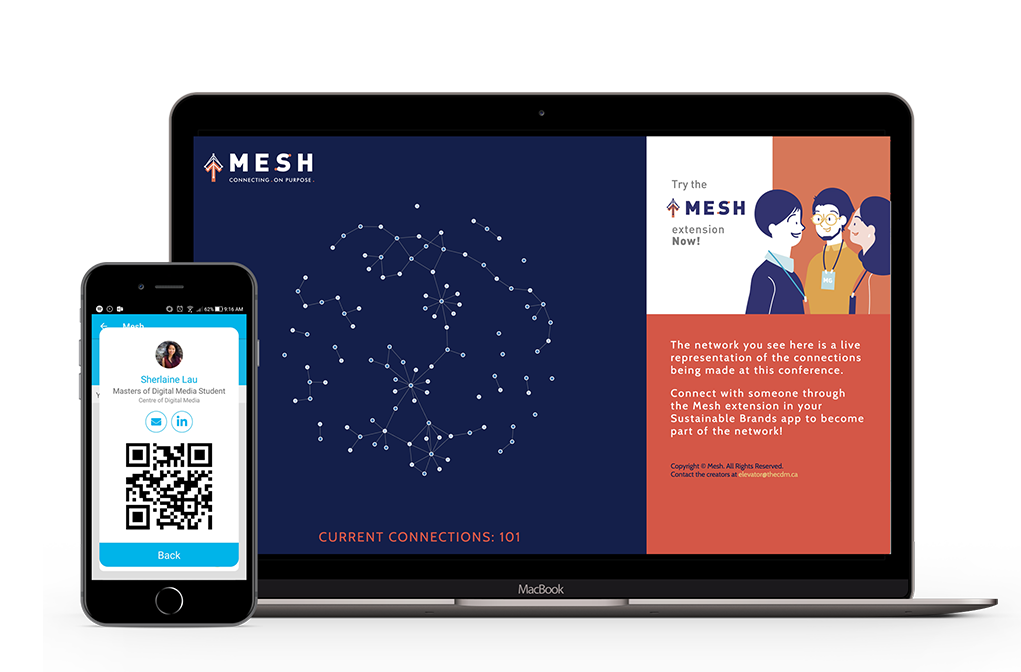 MESH
CONNECTING . ON PURPOSE .
CURRENT CONNECTIONS: 101
Try the
MESH
extension
Now!
The network you see here is a live
representation of the connections
being made at this conference.
Connect with someone through
the Mesh extension in your
Sustainable Brands app to become
part of the network!
Copyright © Mesh. All Rights Reserved.
Contact the creators at elevator@thecdm.ca
MacBook
62% 9:16 AM
Mesh
Sherlaine Lau
Masters of Digital Media Student
Centre of Digital Media
in
Back